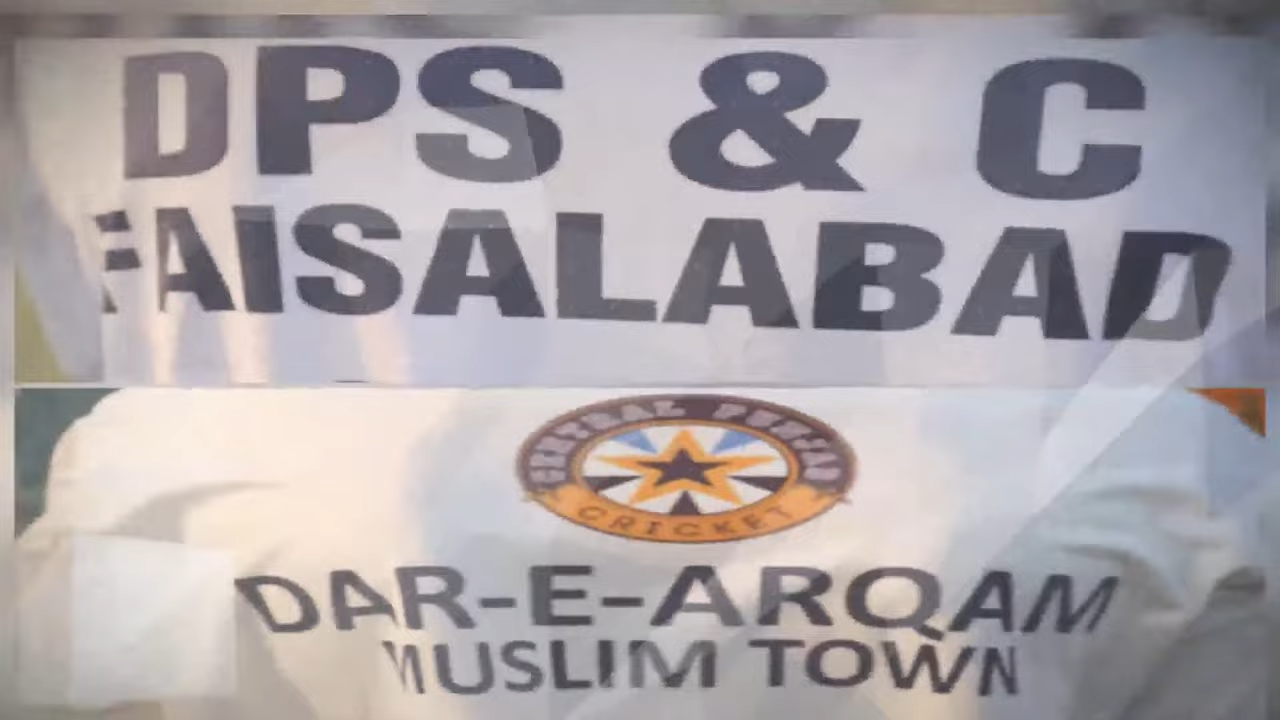 DPS & C
FAISALABAD
CENTRAL PUNJAB
CRICKET
DAR-E-ARQAM
MUSLIM TOWN